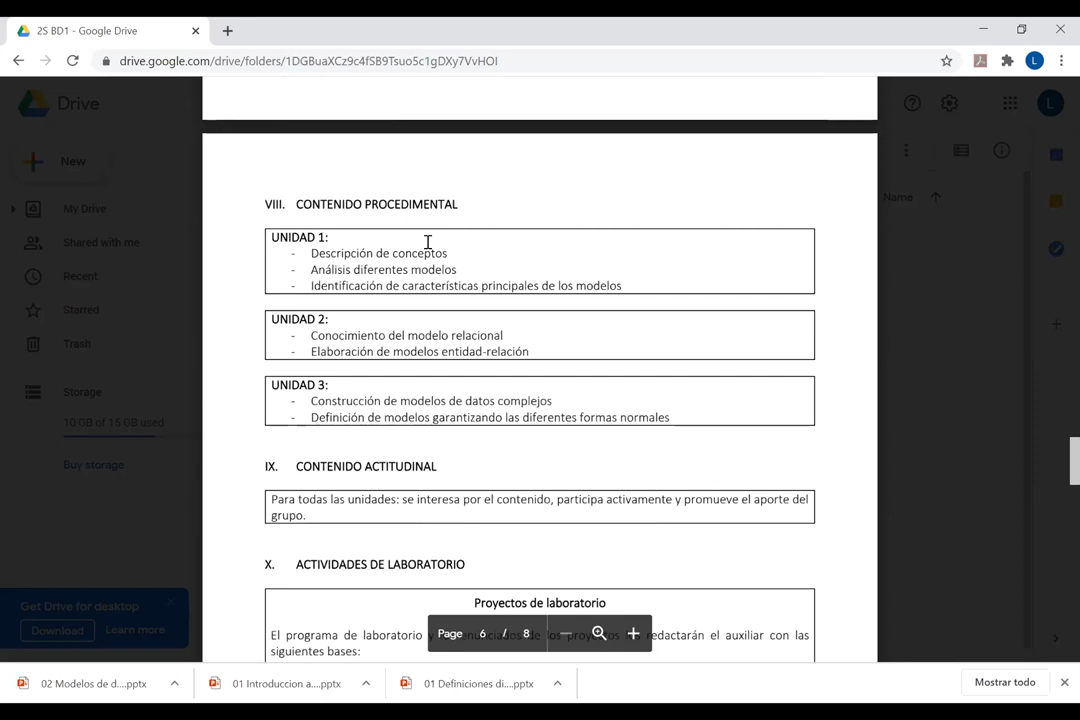 2S BD1 - Google Drive
drive.google.com/drive/folders/1DGBuaXCz9c4fSB9Tsuo5c1gDXy7VvHOI
L
Drive
L
New
My Drive
Name
Shared with me
Recent
Starred
Trash
Storage
10 GB of 15 GB used
Buy storage
VIII. CONTENIDO PROCEDIMENTAL
UNIDAD 1:
- Descripción de conceptos
- Análisis diferentes modelos
- Identificación de características principales de los modelos
UNIDAD 2:
- Conocimiento del modelo relacional
- Elaboración de modelos entidad-relación
UNIDAD 3:
- Construcción de modelos de datos complejos
- Definición de modelos garantizando las diferentes formas normales
IX. CONTENIDO ACTITUDINAL
Para todas las unidades: se interesa por el contenido, participa activamente y promueve el aporte del
grupo.
X. ACTIVIDADES DE LABORATORIO
Proyectos de laboratorio
El programa de laboratorio y los enunciados de los proyectos los redactarán el auxiliar con las
siguientes bases:
Page 6 / 8
Get Drive for desktop
Download Learn more
02 Modelos de d....pptx
01 Introduccion a....pptx
01 Definiciones di....pptx
Mostrar todo